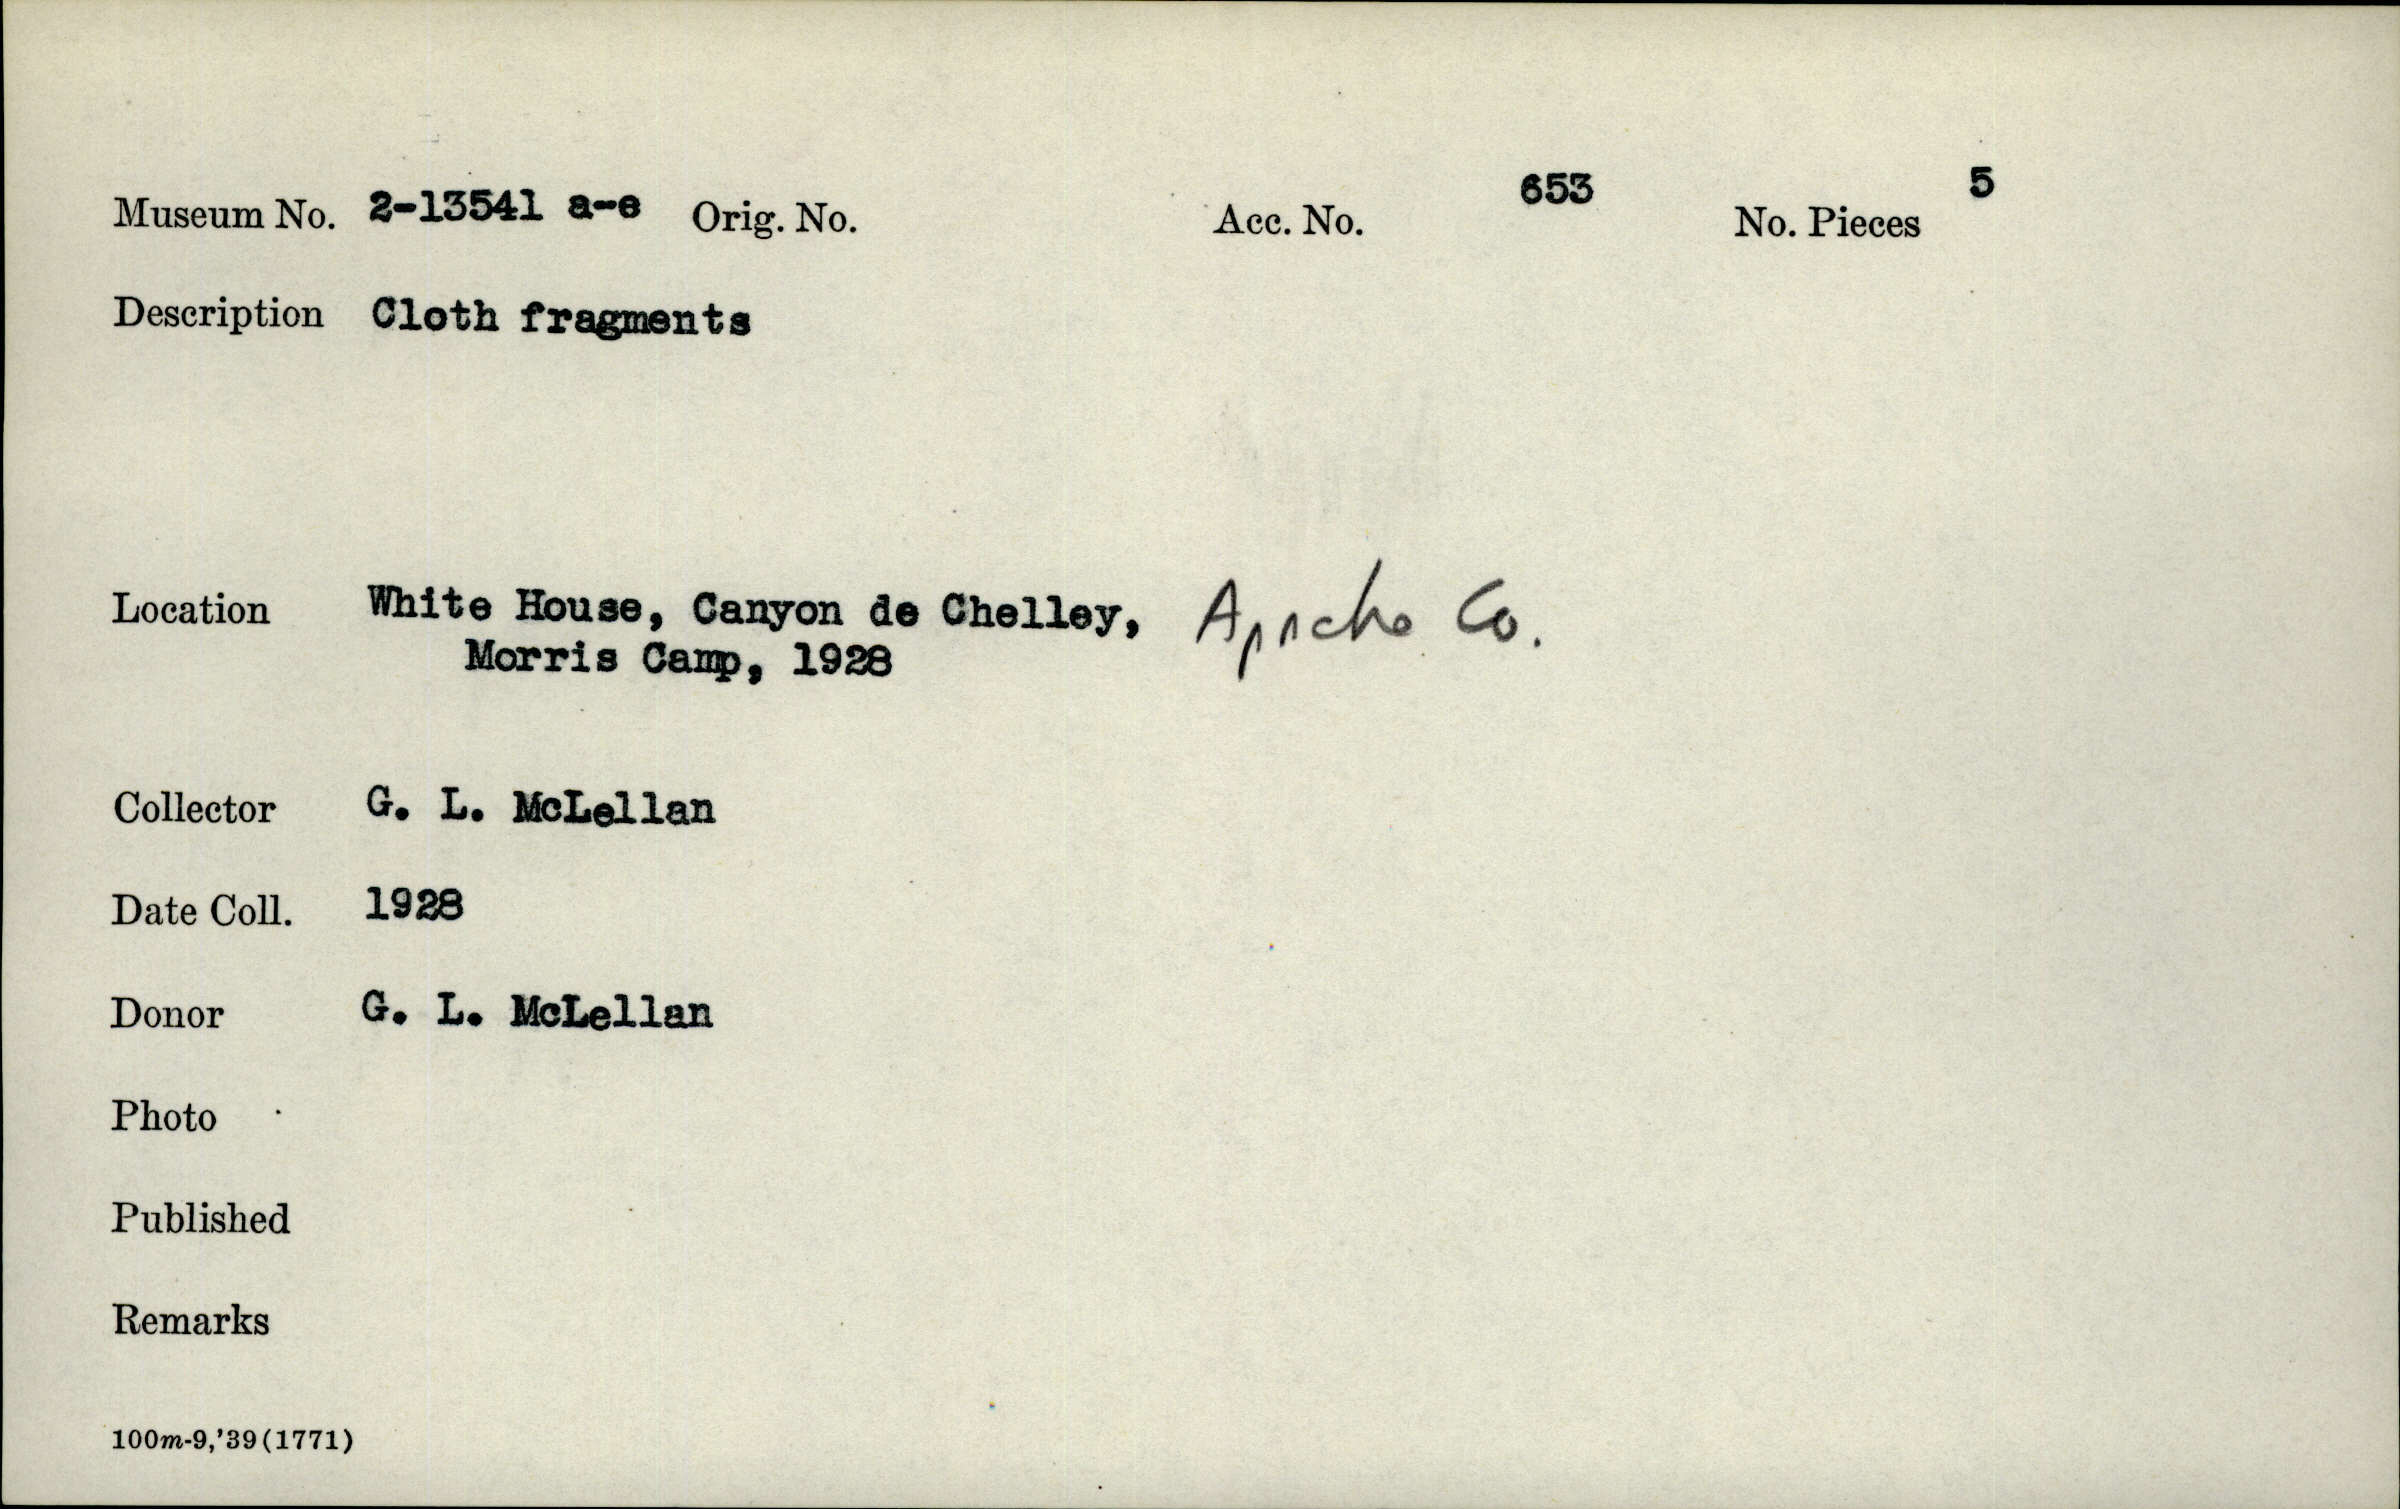 Museum No. 2-13541 a-e Orig. No. Acc. No. 653 No. Pieces 5
Description Cloth fragments
Location White House, Canyon de Chelley, Apache Co.
Morris Camp, 1928
Collector G. L. McLellan
Date Coll. 1928
Donor G. L. McLellan
Photo
Published
Remarks
100m-9,'39(1771)